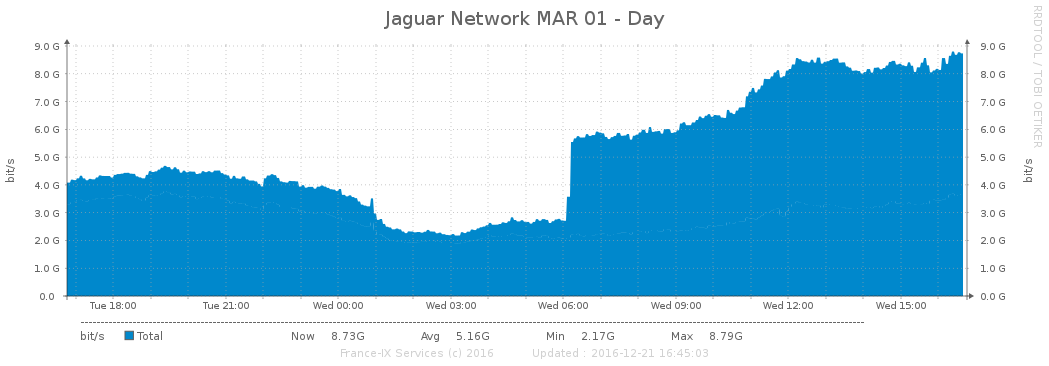 Jaguar Network MAR 01 - Day
RRDTOOL / TOBI OETIKER
bit/s
bit/s
9.0 G 9.0 G
8.0 G 8.0 G
7.0 G 7.0 G
6.0 G 6.0 G
5.0 G 5.0 G
4.0 G 4.0 G
3.0 G 3.0 G
2.0 G 2.0 G
1.0 G 1.0 G
0.0 0.0 G
Tue 18:00 Tue 21:00 Wed 00:00 Wed 03:00 Wed 06:00 Wed 09:00 Wed 12:00 Wed 15:00
bit/s Total Now 8.73G Avg 5.16G Min 2.17G Max 8.79G
France-IX Services (c) 2016 Updated : 2016-12-21 16:45:03